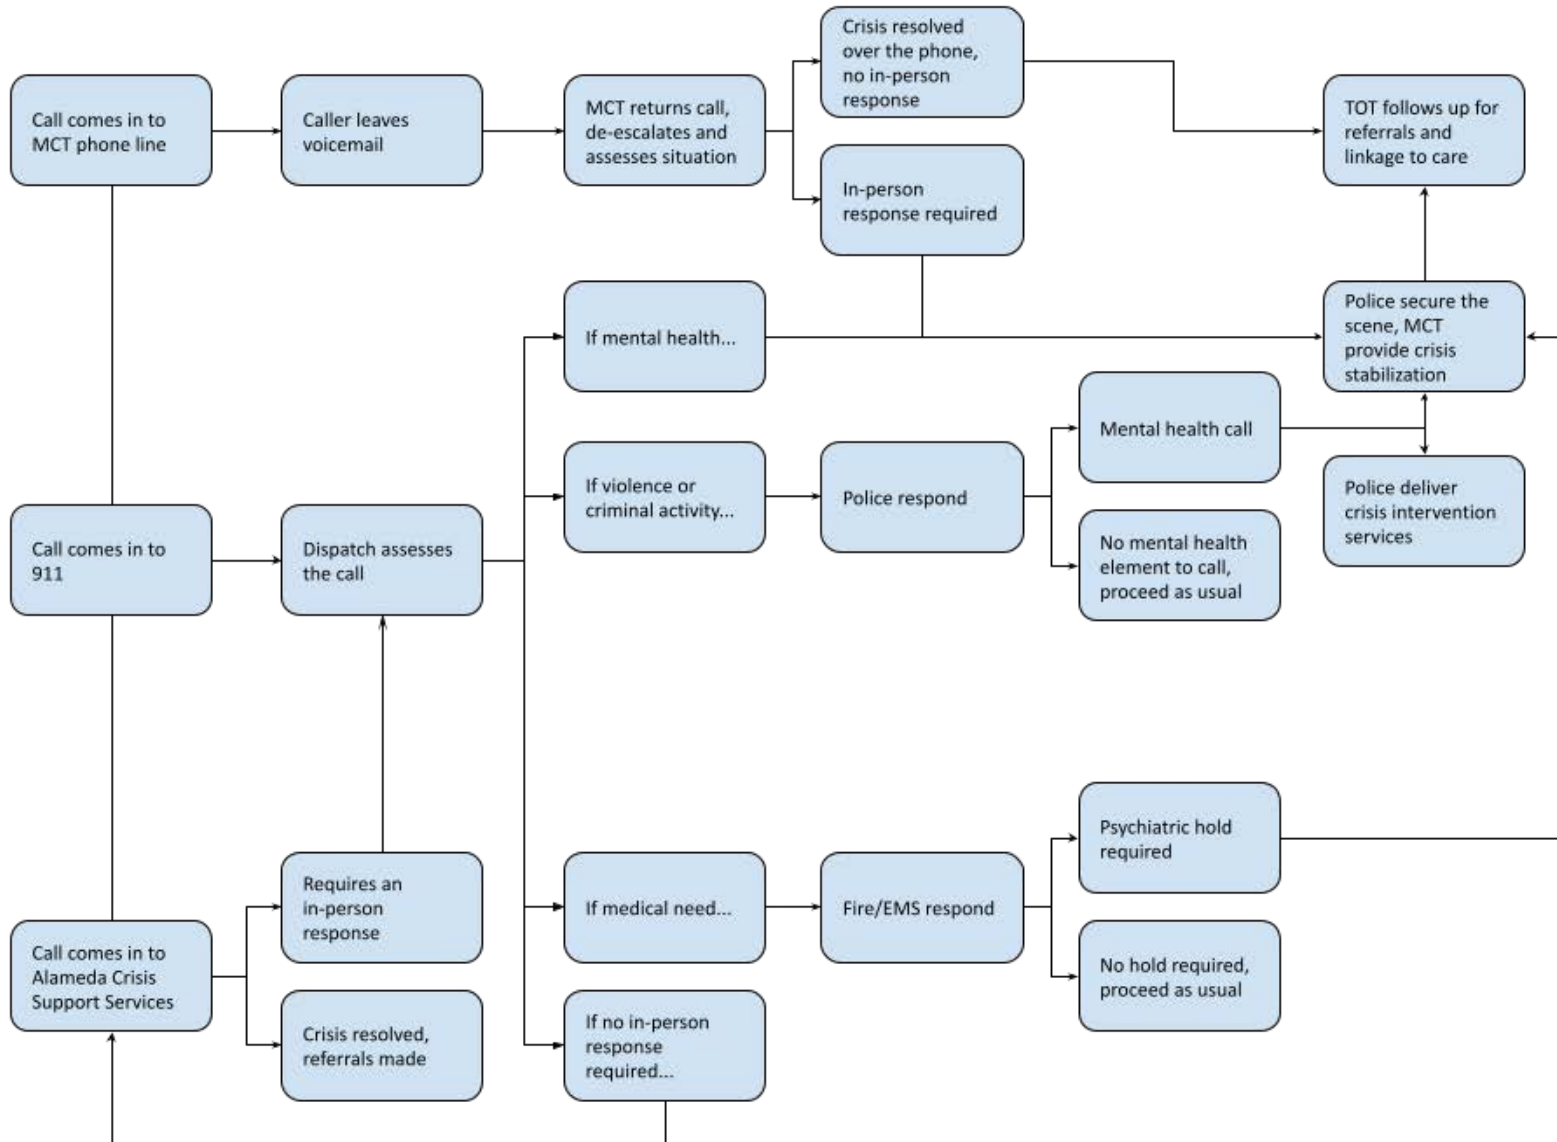 Call comes in to
MCT phone line
Caller leaves
voicemail
MCT returns call,
de-escalates and
assesses situation
Crisis resolved
over the phone,
no in-person
response
In-person
response required
TOT follows up for
referrals and
linkage to care
If mental health...
Police secure the
scene, MCT
provide crisis
stabilization
Call comes in to
911
Dispatch assesses
the call
If violence or
criminal activity...
Police respond
Mental health call
No mental health
element to call,
proceed as usual
Police deliver
crisis intervention
services
Call comes in to
Alameda Crisis
Support Services
Requires an
in-person
response
Crisis resolved,
referrals made
If medical need...
Fire/EMS respond
Psychiatric hold
required
No hold required,
proceed as usual
If no in-person
response
required...